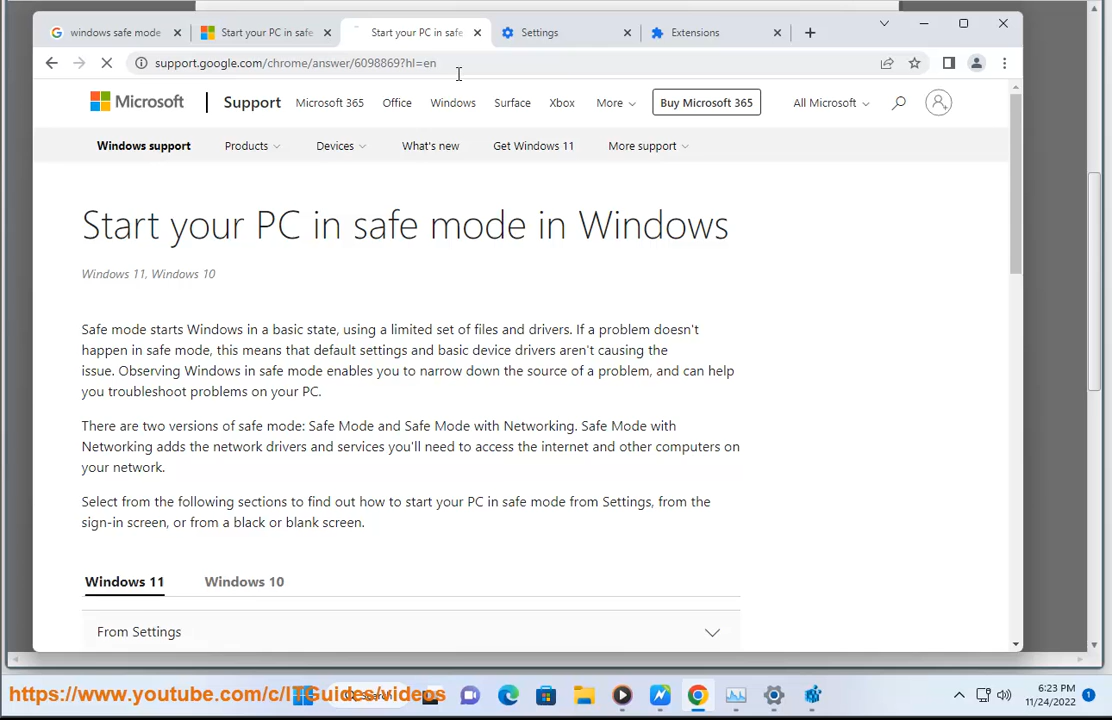 windows safe mode
Start your PC in safe
Start your PC in safe
Settings
Extensions
support.google.com/chrome/answer/6098869?hl=en
Microsoft
Support
Microsoft 365
Office
Windows
Surface
Xbox
More
Buy Microsoft 365
All Microsoft
Windows support
Products
Devices
What's new
Get Windows 11
More support
Start your PC in safe mode in Windows
Windows 11, Windows 10
Safe mode starts Windows in a basic state, using a limited set of files and drivers. If a problem doesn't
happen in safe mode, this means that default settings and basic device drivers aren't causing the
issue. Observing Windows in safe mode enables you to narrow down the source of a problem, and can help
you troubleshoot problems on your PC.
There are two versions of safe mode: Safe Mode and Safe Mode with Networking. Safe Mode with
Networking adds the network drivers and services you'll need to access the internet and other computers on
your network.
Select from the following sections to find out how to start your PC in safe mode from Settings, from the
sign-in screen, or from a black or blank screen.
Windows 11
Windows 10
From Settings
https://www.youtube.com/c/ITGuides/videos
6:23 PM
11/24/2022
1